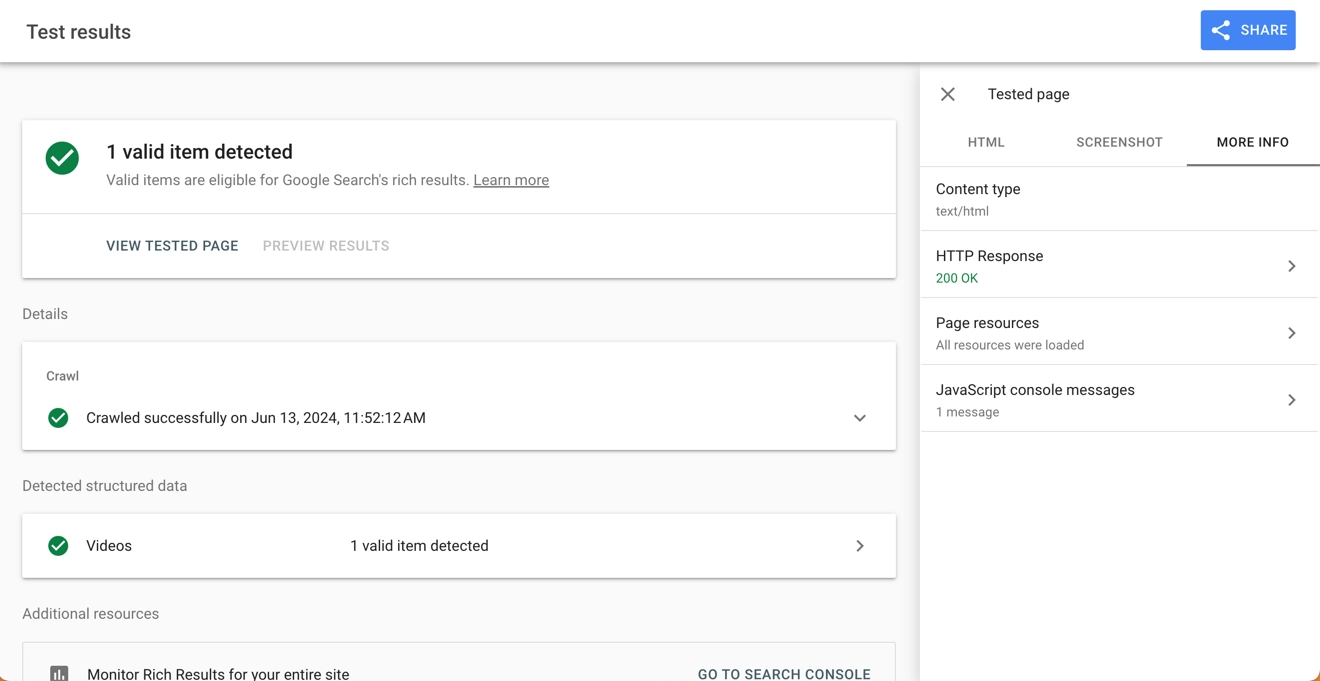 Test results
SHARE
1 valid item detected
Valid items are eligible for Google Search's rich results. Learn more
VIEW TESTED PAGE
PREVIEW RESULTS
Details
Crawl
Crawled successfully on Jun 13, 2024, 11:52:12 AM
Detected structured data
Videos
1 valid item detected
Additional resources
Monitor Rich Results for your entire site
GO TO SEARCH CONSOLE
Tested page
HTML
SCREENSHOT
MORE INFO
Content type
text/html
HTTP Response
200 OK
Page resources
All resources were loaded
JavaScript console messages
1 message